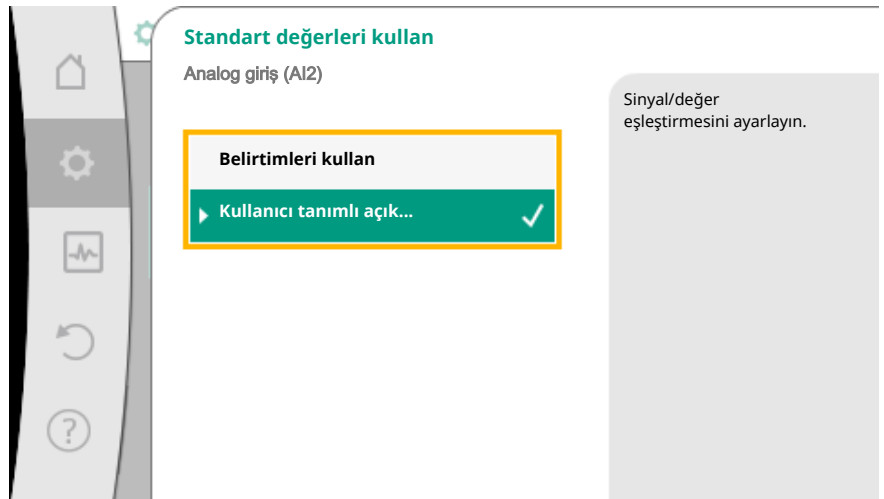 Standart değerleri kullan
Analog giriş (AI2)
Sinyal/değer
eşleştirmesini ayarlayın.
Belirtimleri kullan
Kullanıcı tanımlı açık...
?